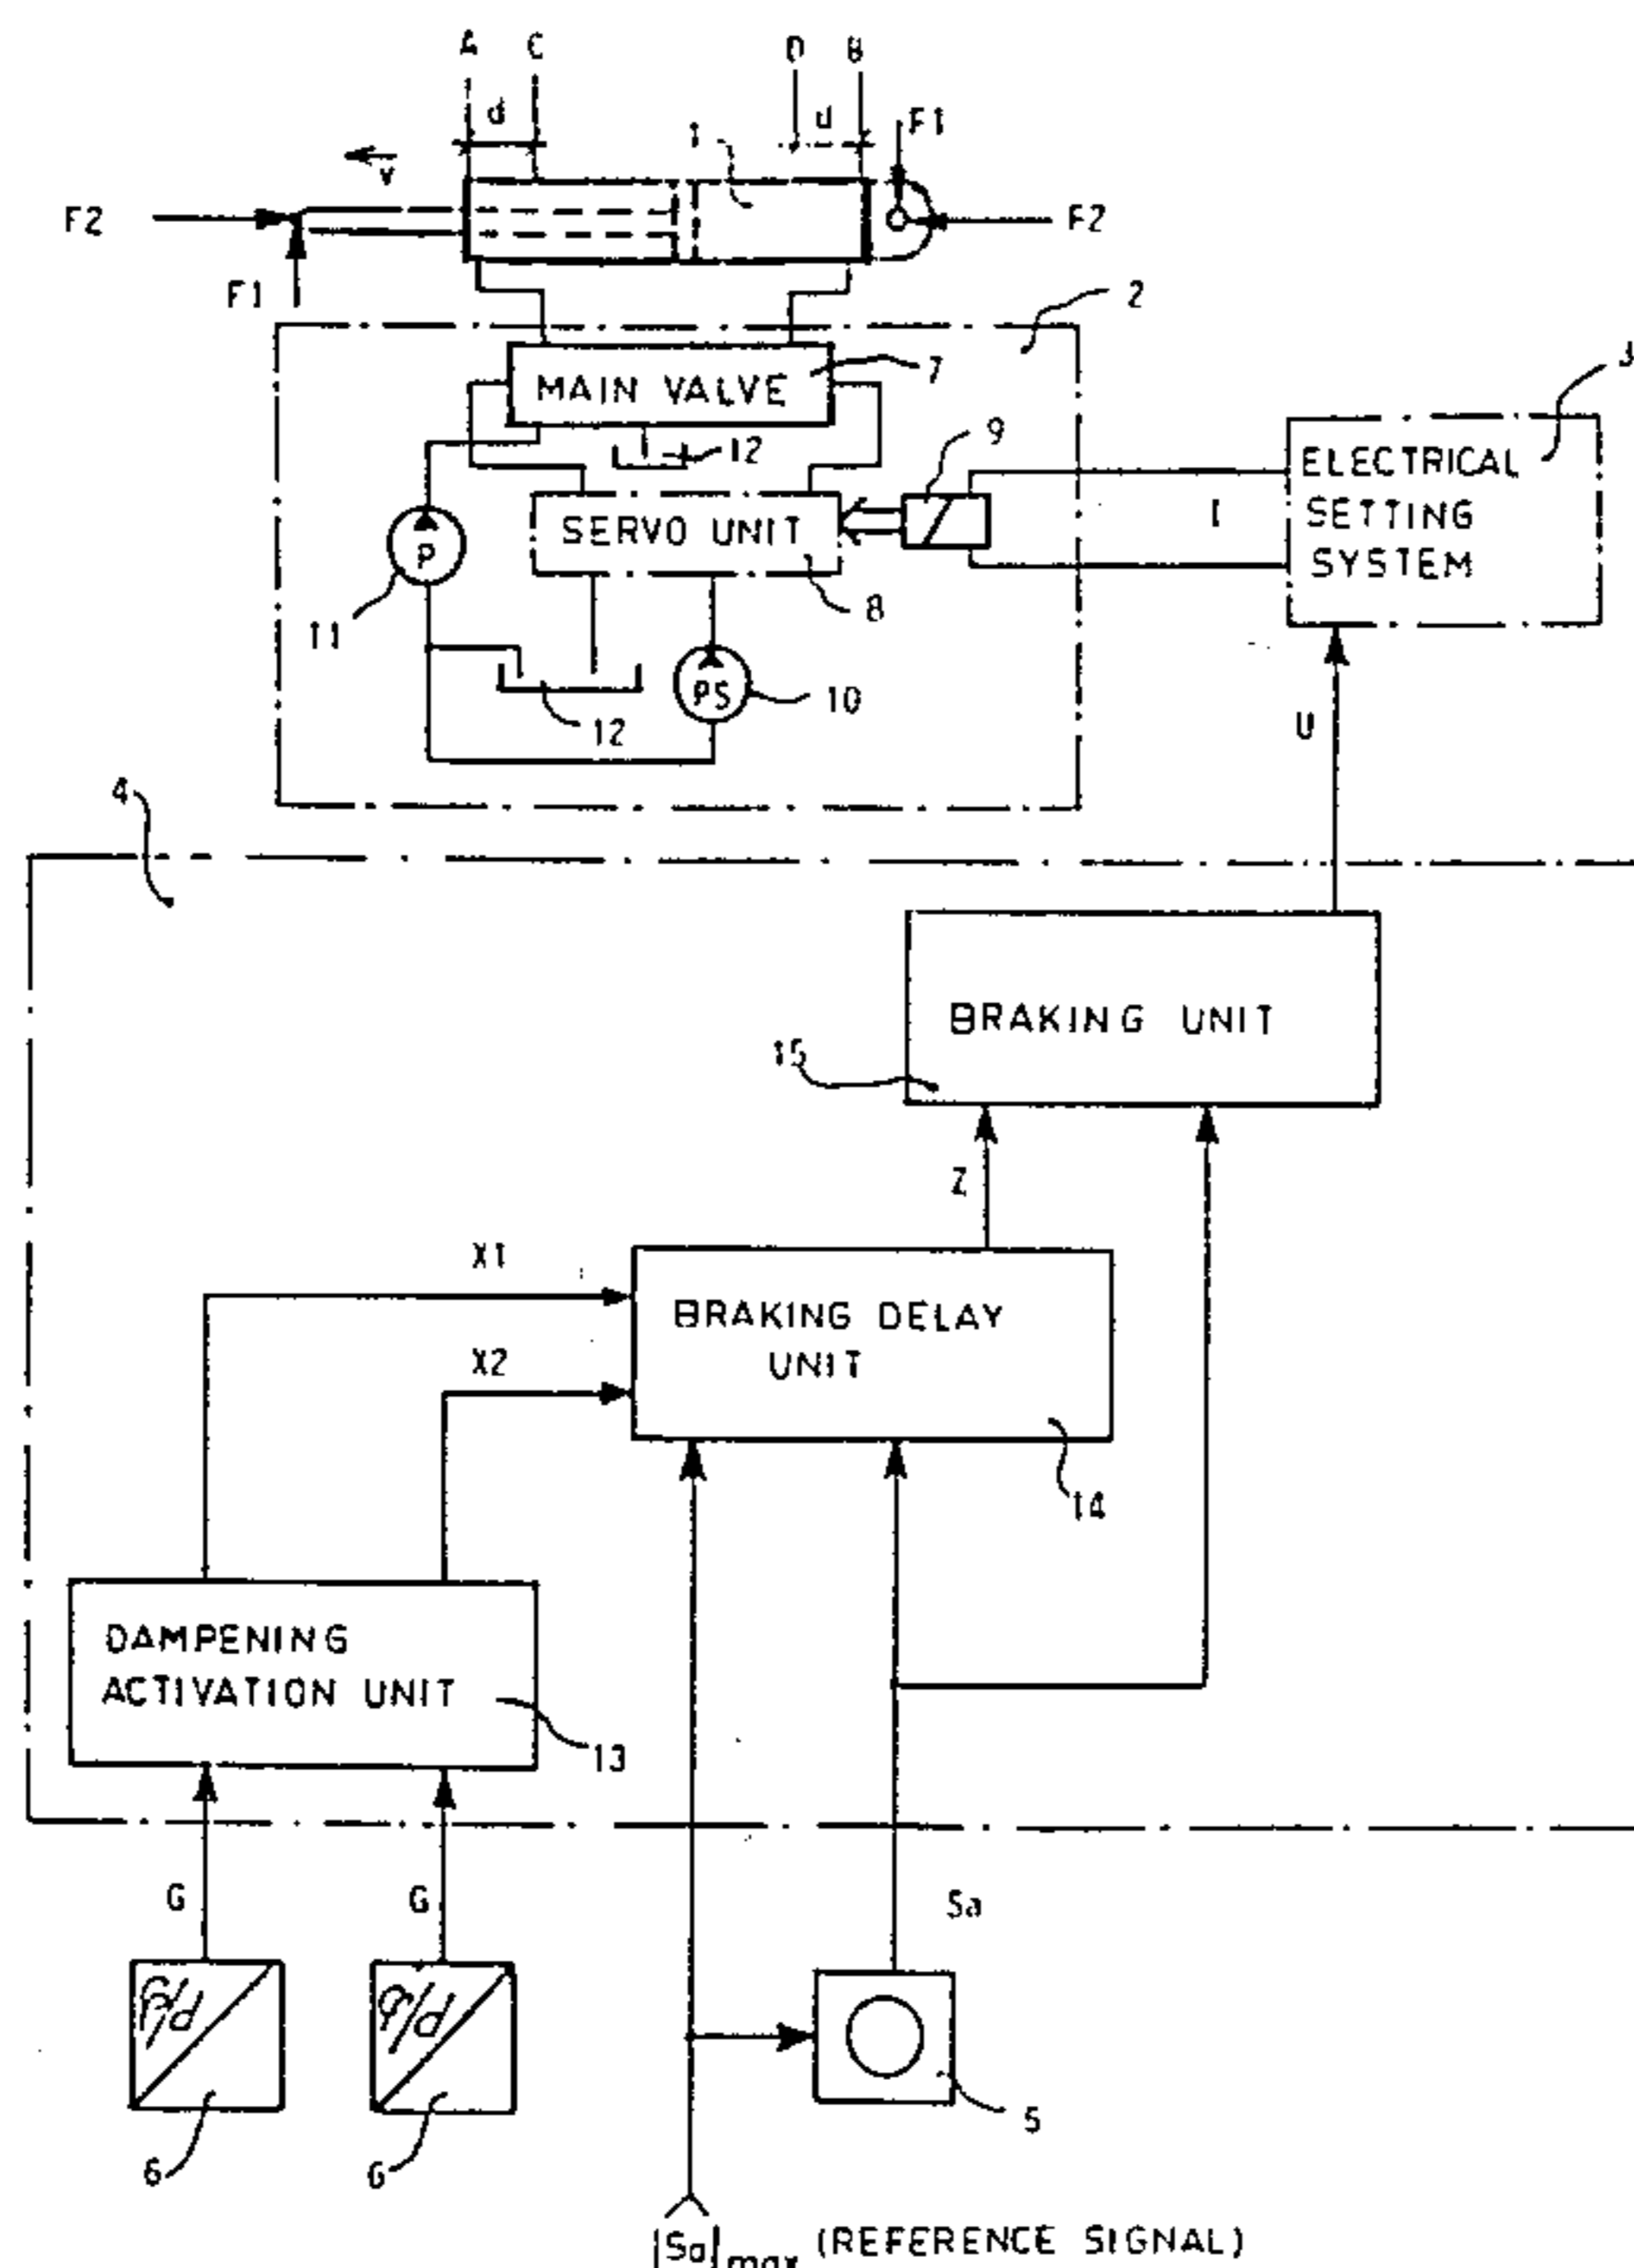 A C D B
d d
1 F1
v
F2 F2
F1
2
MAIN VALVE 7
3
12 9
ELECTRICAL
SETTING
SYSTEM
I
SERVO UNIT
P
8
11
PS 10
12
U
4
BRAKING UNIT
15
Z
X1
BRAKING DELAY
UNIT
X2
14
DAMPENING
ACTIVATION UNIT
13
G G Sa
5
6 6
|Sa|max (REFERENCE SIGNAL)